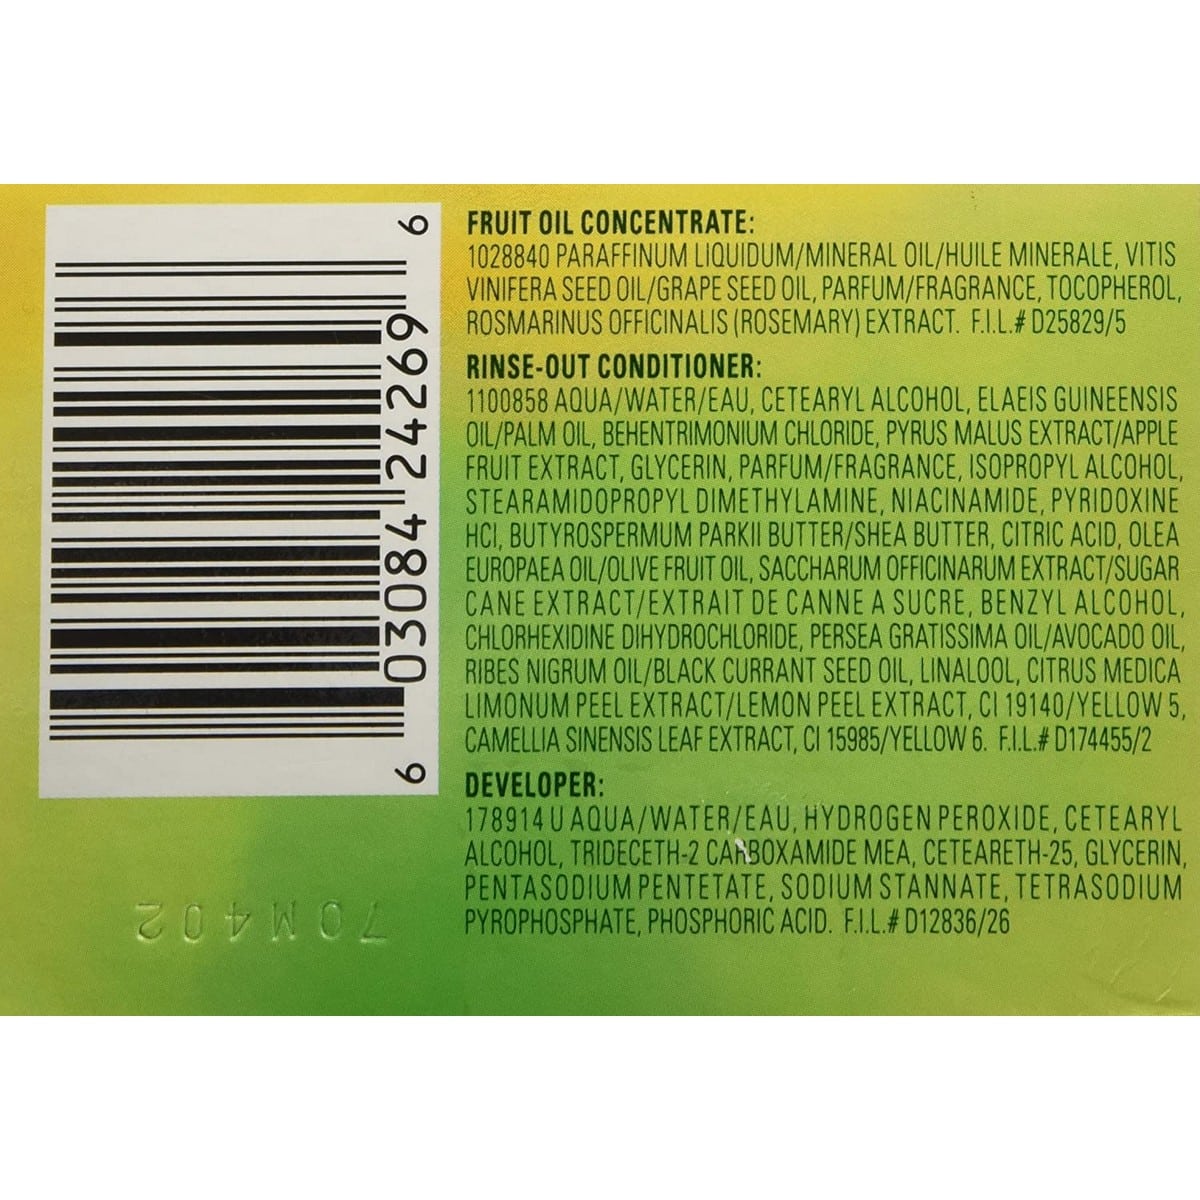 6
03084 24269
6
FRUIT OIL CONCENTRATE:
1028840 PARAFFINUM LIQUIDUM/MINERAL OIL/HUILE MINERALE, VITIS
VINIFERA SEED OIL/GRAPE SEED OIL, PARFUM/FRAGRANCE, TOCOPHEROL,
ROSMARINUS OFFICINALIS (ROSEMARY) EXTRACT. F.I.L.# D25829/5
RINSE-OUT CONDITIONER:
1100858 AQUA/WATER/EAU, CETEARYL ALCOHOL, ELAEIS GUINEENSIS
OIL/PALM OIL, BEHENTRIMONIUM CHLORIDE, PYRUS MALUS EXTRACT/APPLE
FRUIT EXTRACT, GLYCERIN, PARFUM/FRAGRANCE, ISOPROPYL ALCOHOL,
STEARAMIDOPROPYL DIMETHYLAMINE, NIACINAMIDE, PYRIDOXINE
HCI, BUTYROSPERMUM PARKII BUTTER/SHEA BUTTER, CITRIC ACID, OLEA
EUROPAEA OIL/OLIVE FRUIT OIL, SACCHARUM OFFICINARUM EXTRACT/SUGAR
CANE EXTRACT/EXTRAIT DE CANNE A SUCRE, BENZYL ALCOHOL,
CHLORHEXIDINE DIHYDROCHLORIDE, PERSEA GRATISSIMA OIL/AVOCADO OIL,
RIBES NIGRUM OIL/BLACK CURRANT SEED OIL, LINALOOL, CITRUS MEDICA
LIMONUM PEEL EXTRACT/LEMON PEEL EXTRACT, CI 19140/YELLOW 5,
CAMELLIA SINENSIS LEAF EXTRACT, CI 15985/YELLOW 6. F.I.L.# D174455/2
DEVELOPER:
178914 U AQUA/WATER/EAU, HYDROGEN PEROXIDE, CETEARYL
ALCOHOL, TRIDECETH-2 CARBOXAMIDE MEA, CETEARETH-25, GLYCERIN,
PENTASODIUM PENTETATE, SODIUM STANNATE, TETRASODIUM
PYROPHOSPHATE, PHOSPHORIC ACID. F.I.L.# D12836/26
70M402